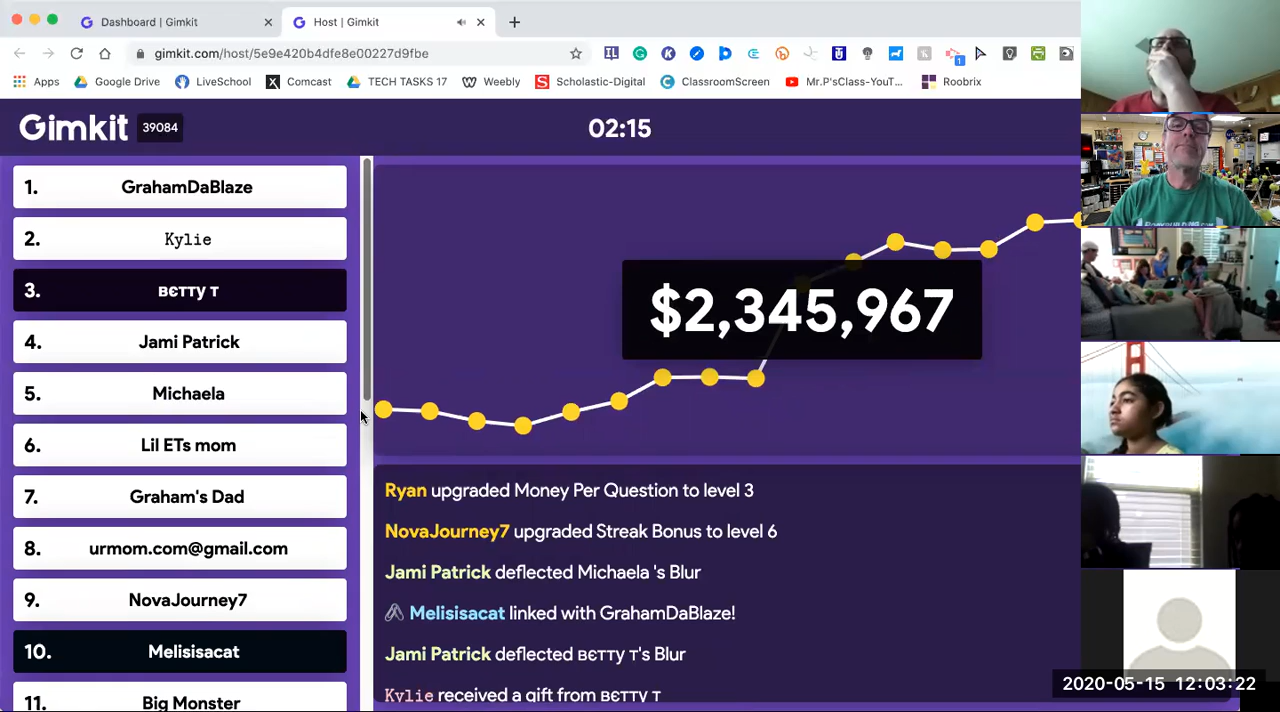 Dashboard | Gimkit
Host | Gimkit
gimkit.com/host/5e9e420b4dfe8e00227d9fbe
Apps
Google Drive
LiveSchool
Comcast
TECH TASKS 17
Weebly
Scholastic-Digital
ClassroomScreen
Mr.P'sClass-YouT...
Roobrix
Gimkit
39084
02:15
1. GrahamDaBlaze
2. Kylie
3. вєтту т
4. Jami Patrick
5. Michaela
6. Lil ETs mom
7. Graham's Dad
8. urmom.com@gmail.com
9. NovaJourney7
10. Melisisacat
11. Big Monster
$2,345,967
Ryan upgraded Money Per Question to level 3
NovaJourney7 upgraded Streak Bonus to level 6
Jami Patrick deflected Michaela 's Blur
Melisisacat linked with GrahamDaBlaze!
Jami Patrick deflected вєтту т's Blur
Kylie received a gift from вєтту т
2020-05-15 12:03:22